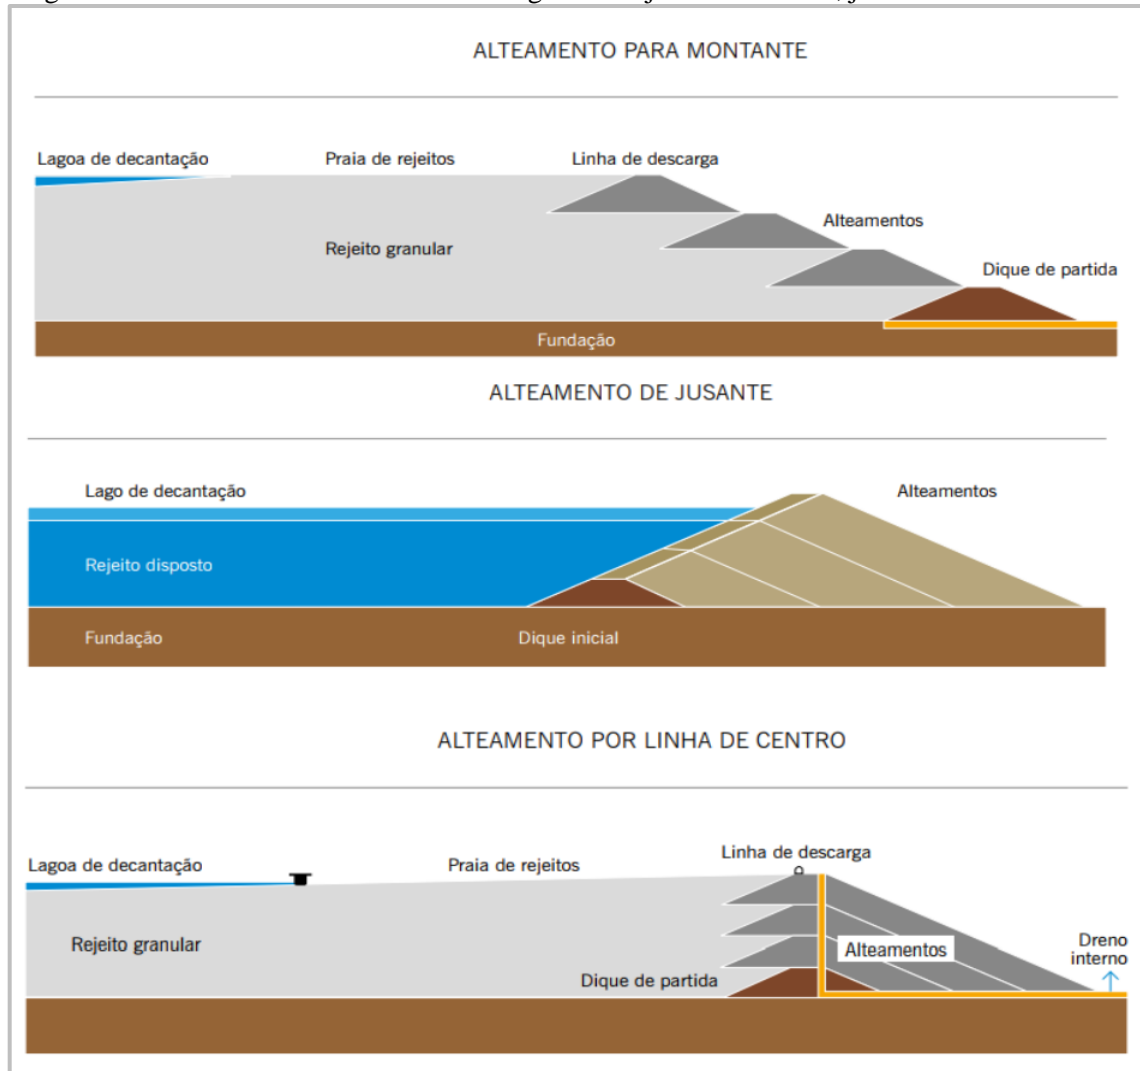 ALTEAMENTO PARA MONTANTE
Lagoa de decantação
Praia de rejeitos
Linha de descarga
Alteamentos
Rejeito granular
Dique de partida
Fundação
ALTEAMENTO DE JUSANTE
Lago de decantação
Alteamentos
Rejeito disposto
Fundação
Dique inicial
ALTEAMENTO POR LINHA DE CENTRO
Linha de descarga
Lagoa de decantação
Praia de rejeitos
Rejeito granular
Alteamentos
Dreno
interno
Dique de partida